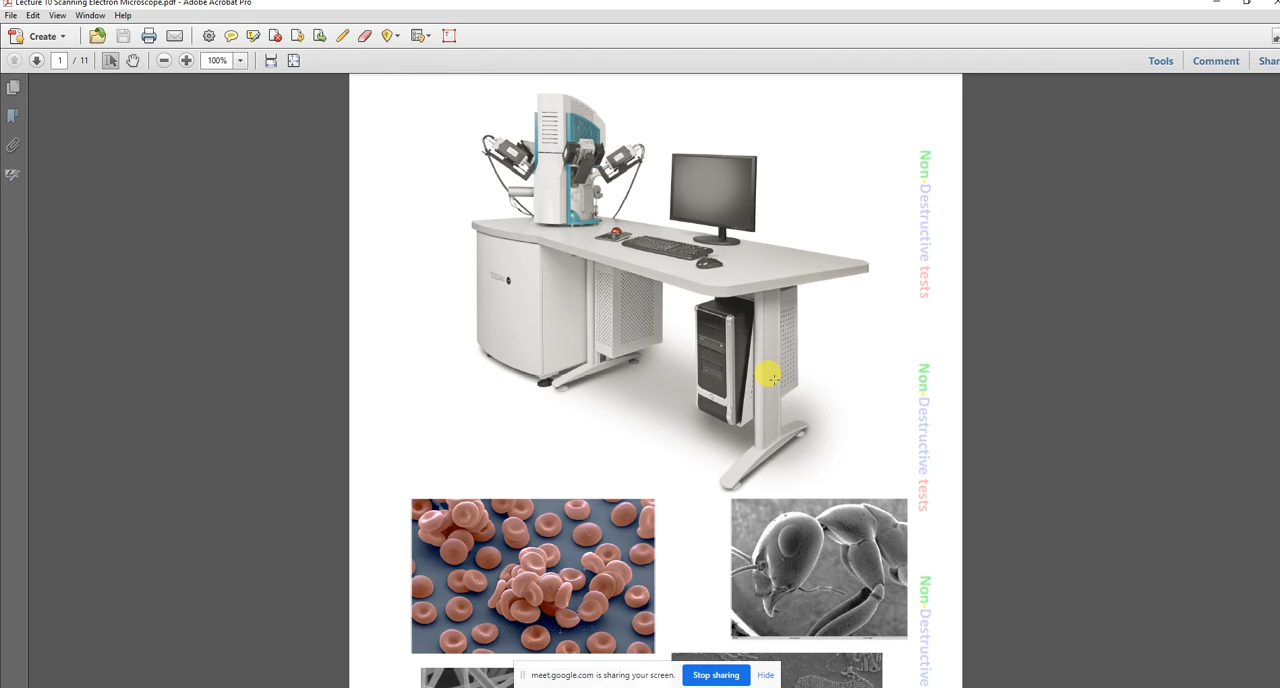 Lecture 10 Scanning Electron Microscope.pdf - Adobe Acrobat Pro
File Edit View Window Help
Create
1 / 11 100%
Tools Comment Shar
Non-Destructive tests
Non-Destructive tests
Non-Destructive
TESCAN
meet.google.com is sharing your screen. Stop sharing Hide